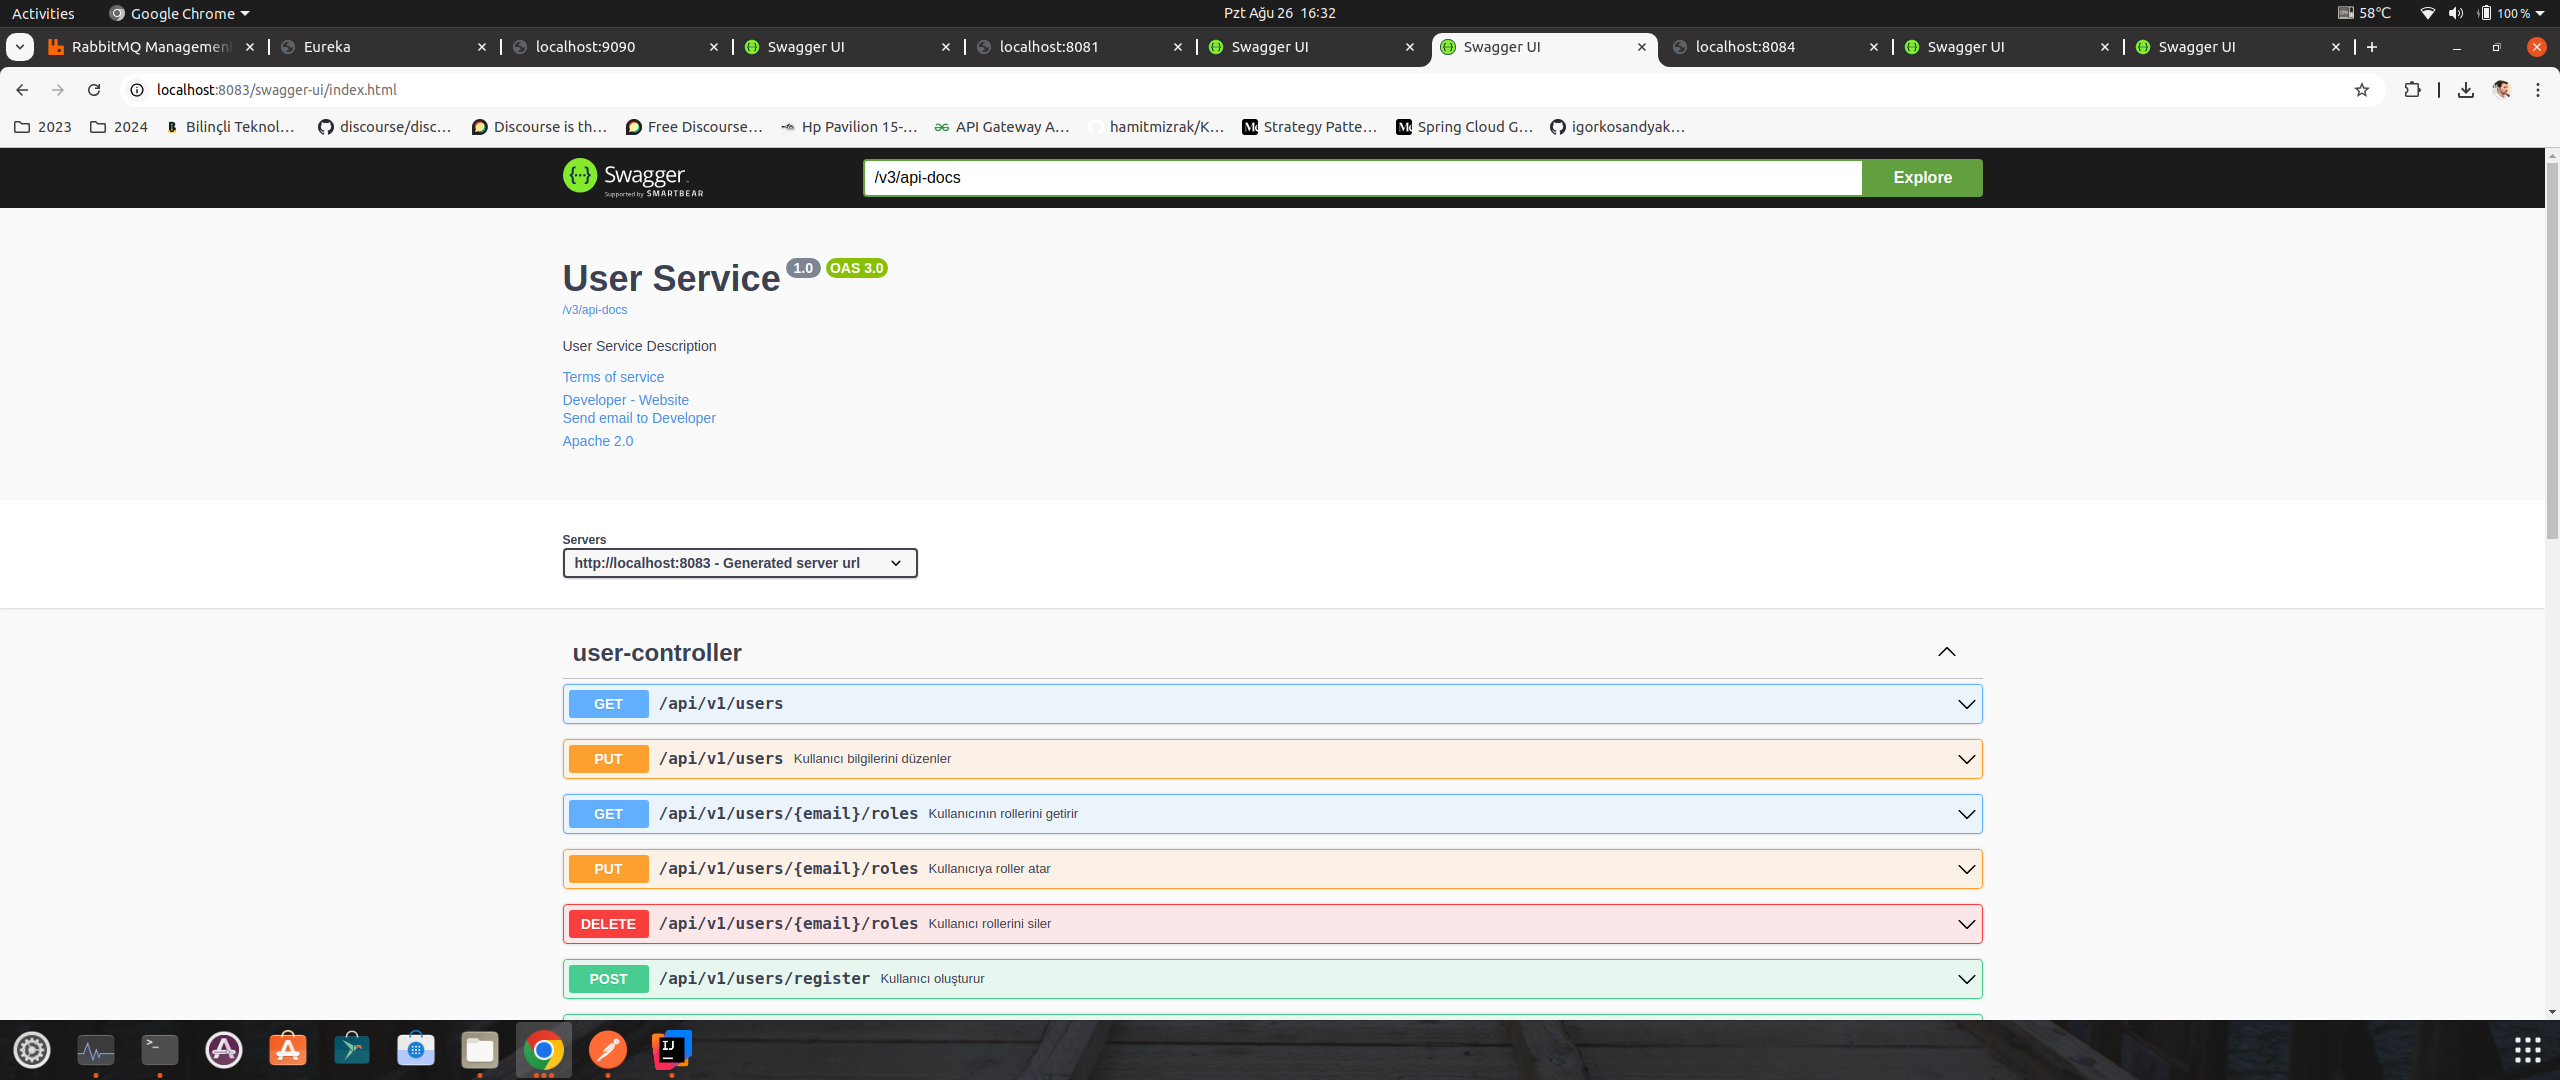 Activities
Google Chrome
Pzt Ağu 26 16:32
58℃
100 %
RabbitMQ Management
Eureka
localhost:9090
Swagger UI
localhost:8081
Swagger UI
Swagger UI
localhost:8084
Swagger UI
Swagger UI
localhost:8083/swagger-ui/index.html
2023
2024
Bilinçli Teknol...
discourse/disc...
Discourse is th...
Free Discourse...
Hp Pavilion 15-...
API Gateway A...
hamitmizrak/K...
Strategy Patte...
Spring Cloud G...
igorkosandyak...
Swagger
Supported by SMARTBEAR
/v3/api-docs
Explore
User Service 1.0 OAS 3.0
/v3/api-docs
User Service Description
Terms of service
Developer - Website
Send email to Developer
Apache 2.0
Servers
http://localhost:8083 - Generated server url
user-controller
GET /api/v1/users
PUT /api/v1/users Kullanıcı bilgilerini düzenler
GET /api/v1/users/{email}/roles Kullanıcının rollerini getirir
PUT /api/v1/users/{email}/roles Kullanıcıya roller atar
DELETE /api/v1/users/{email}/roles Kullanıcı rollerini siler
POST /api/v1/users/register Kullanıcı oluşturur